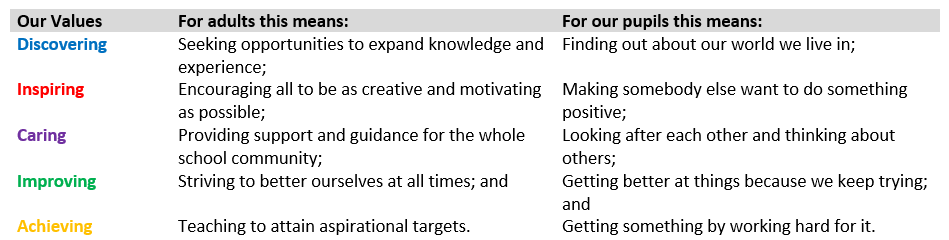 Our Values For adults this means: For our pupils this means:
Discovering Seeking opportunities to expand knowledge and Finding out about our world we live in;
experience;
Inspiring Encouraging all to be as creative and motivating Making somebody else want to do something
as possible; positive;
Caring Providing support and guidance for the whole Looking after each other and thinking about
school community; others;
Improving Striving to better ourselves at all times; and Getting better at things because we keep trying;
and
Achieving Teaching to attain aspirational targets. Getting something by working hard for it.